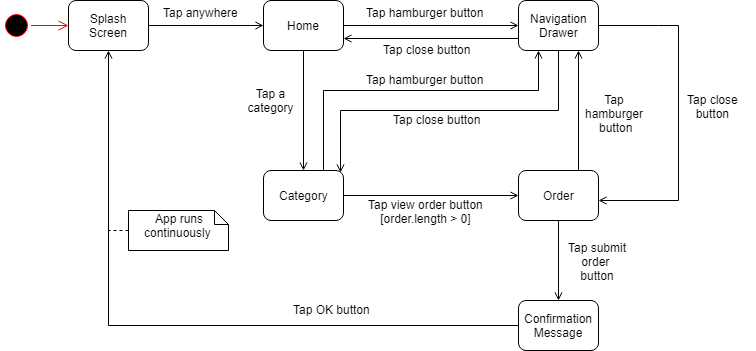 Splash
Screen
Tap anywhere
Home
Tap hamburger button
Tap close button
Navigation
Drawer
Tap hamburger button
Tap close button
Tap a
category
Tap
hamburger
button
Tap close
button
Category
Tap view order button
[order.length > 0]
Order
App runs
continuously
Tap submit
order
button
Tap OK button
Confirmation
Message